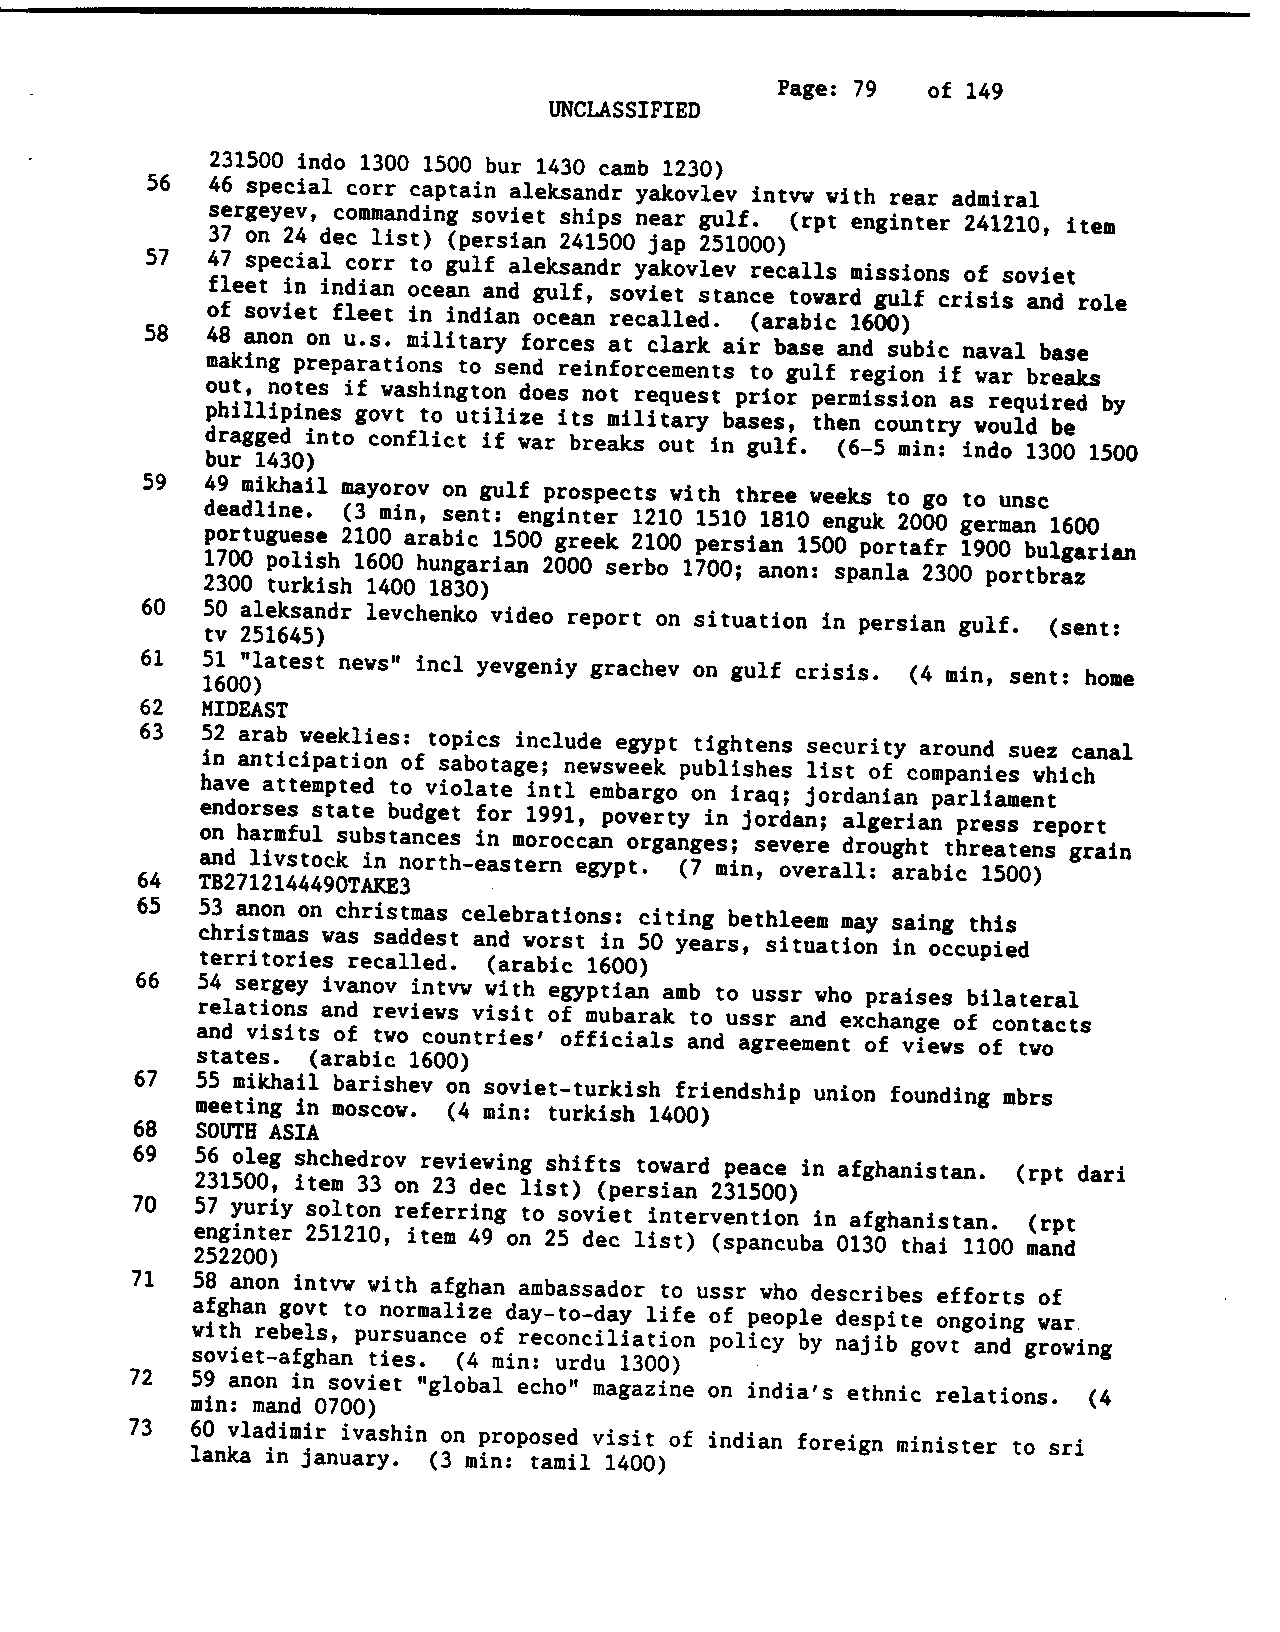 Page: 79 of 149
UNCLASSIFIED
231500 indo 1300 1500 bur 1430 camb 1230)
56 46 special corr captain aleksandr yakovlev intvw with rear admiral
sergeyev, commanding soviet ships near gulf. (rpt enginter 241210, item
37 on 24 dec list) (persian 241500 jap 251000)
57 47 special corr to gulf aleksandr yakovlev recalls missions of soviet
fleet in indian ocean and gulf, soviet stance toward gulf crisis and role
of soviet fleet in indian ocean recalled. (arabic 1600)
58 48 anon on u.s. military forces at clark air base and subic naval base
making preparations to send reinforcements to gulf region if war breaks
out, notes if washington does not request prior permission as required by
phillipines govt to utilize its military bases, then country would be
dragged into conflict if war breaks out in gulf. (6-5 min: indo 1300 1500
bur 1430)
59 49 mikhail mayorov on gulf prospects with three weeks to go to unsc
deadline. (3 min, sent: enginter 1210 1510 1810 enguk 2000 german 1600
portuguese 2100 arabic 1500 greek 2100 persian 1500 portafr 1900 bulgarian
1700 polish 1600 hungarian 2000 serbo 1700; anon: spanla 2300 portbraz
2300 turkish 1400 1830)
60 50 aleksandr levchenko video report on situation in persian gulf. (sent:
tv 251645)
61 51 "latest news" incl yevgeniy grachev on gulf crisis. (4 min, sent: home
1600)
62 MIDEAST
63 52 arab weeklies: topics include egypt tightens security around suez canal
in anticipation of sabotage; newsweek publishes list of companies which
have attempted to violate intl embargo on iraq; jordanian parliament
endorses state budget for 1991, poverty in jordan; algerian press report
on harmful substances in moroccan organges; severe drought threatens grain
and livstock in north-eastern egypt. (7 min, overall: arabic 1500)
64 TB2712144490TAKE3
65 53 anon on christmas celebrations: citing bethleem may saing this
christmas was saddest and worst in 50 years, situation in occupied
territories recalled. (arabic 1600)
66 54 sergey ivanov intvw with egyptian amb to ussr who praises bilateral
relations and reviews visit of mubarak to ussr and exchange of contacts
and visits of two countries' officials and agreement of views of two
states. (arabic 1600)
67 55 mikhail barishev on soviet-turkish friendship union founding mbrs
meeting in moscow. (4 min: turkish 1400)
68 SOUTH ASIA
69 56 oleg shchedrov reviewing shifts toward peace in afghanistan. (rpt dari
231500, item 33 on 23 dec list) (persian 231500)
70 57 yuriy solton referring to soviet intervention in afghanistan. (rpt
enginter 251210, item 49 on 25 dec list) (spancuba 0130 thai 1100 mand
252200)
71 58 anon intvw with afghan ambassador to ussr who describes efforts of
afghan govt to normalize day-to-day life of people despite ongoing war
with rebels, pursuance of reconciliation policy by najib govt and growing
soviet-afghan ties. (4 min: urdu 1300)
72 59 anon in soviet "global echo" magazine on india's ethnic relations. (4
min: mand 0700)
73 60 vladimir ivashin on proposed visit of indian foreign minister to sri
lanka in january. (3 min: tamil 1400)